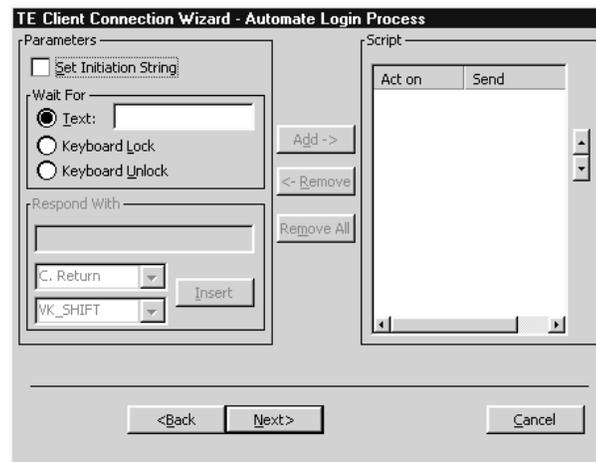 TE Client Connection Wizard - Automate Login Process
Parameters
Set Initiation String
Wait For
Text:
Keyboard Lock
Keyboard Unlock
Respond With
C. Return
VK_SHIFT
Insert
Add ->
<- Remove
Remove All
Script
Act on Send
<Back Next> Cancel